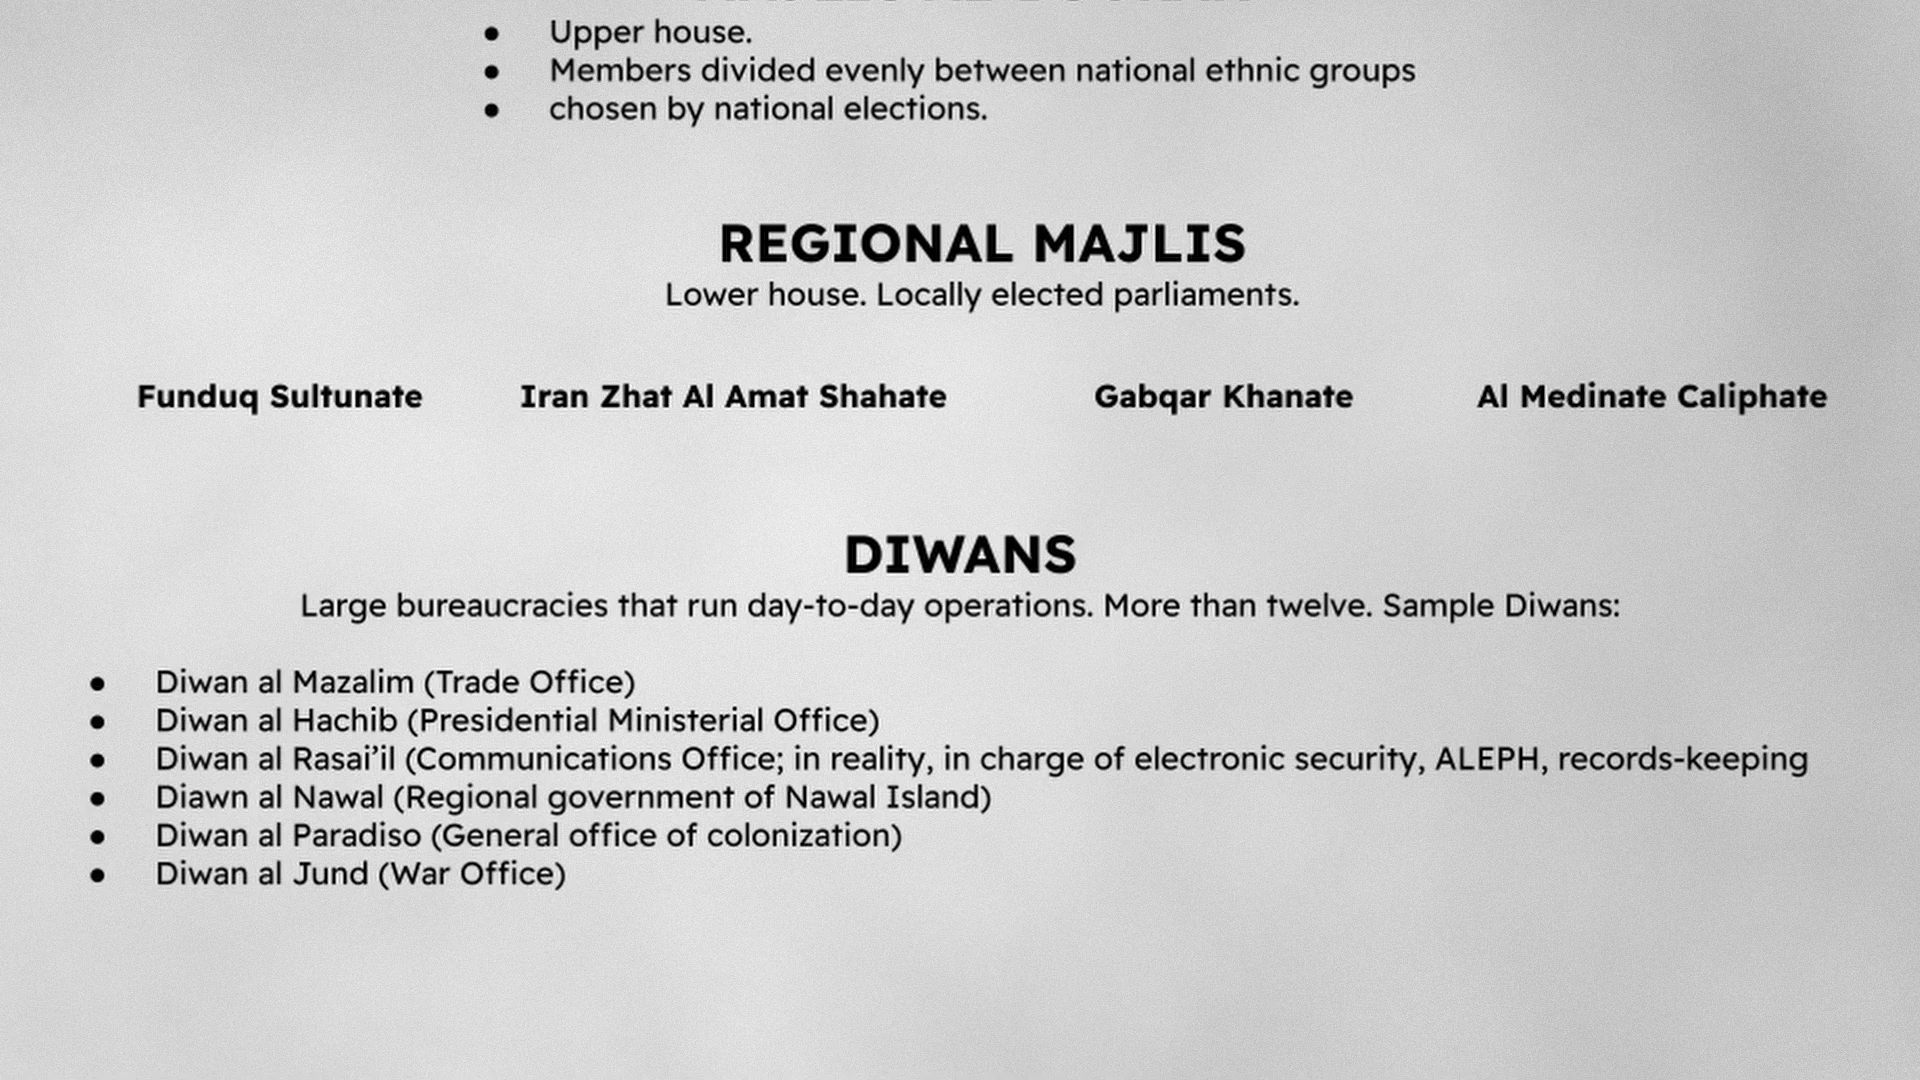 Upper house.
Members divided evenly between national ethnic groups
chosen by national elections.
REGIONAL MAJLIS
Lower house. Locally elected parliaments.
Funduq Sultunate Iran Zhat Al Amat Shahate Gabqar Khanate Al Medinate Caliphate
DIWANS
Large bureaucracies that run day-to-day operations. More than twelve. Sample Diwans:
Diwan al Mazalim (Trade Office)
Diwan al Hachib (Presidential Ministerial Office)
Diwan al Rasai’il (Communications Office; in reality, in charge of electronic security, ALEPH, records-keeping
Diawn al Nawal (Regional government of Nawal Island)
Diwan al Paradiso (General office of colonization)
Diwan al Jund (War Office)